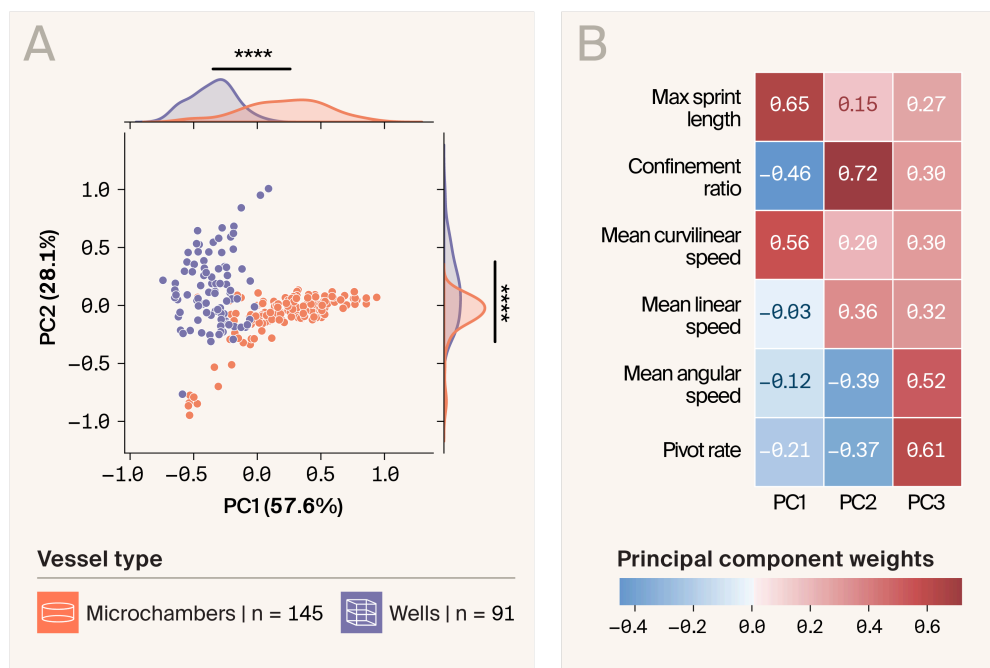 A
****
PC2 (28.1%)
1.0
0.5
0.0
−0.5
−1.0
****
−1.0 −0.5 0.0 0.5 1.0
PC1 (57.6%)
Vessel type
Microchambers | n = 145
Wells | n = 91
B
Max sprint
length
0.65 0.15 0.27
Confinement
ratio
−0.46 0.72 0.30
Mean curvilinear
speed
0.56 0.20 0.30
Mean linear
speed
−0.03 0.36 0.32
Mean angular
speed
−0.12 −0.39 0.52
Pivot rate
−0.21 −0.37 0.61
PC1 PC2 PC3
Principal component weights
−0.4 −0.2 0.0 0.2 0.4 0.6